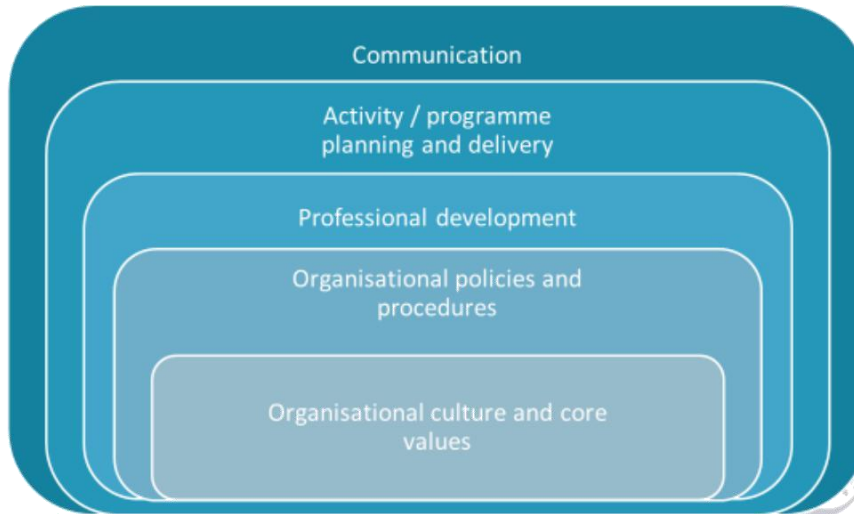 Communication
Activity / programme
planning and delivery
Professional development
Organisational policies and
procedures
Organisational culture and core
values